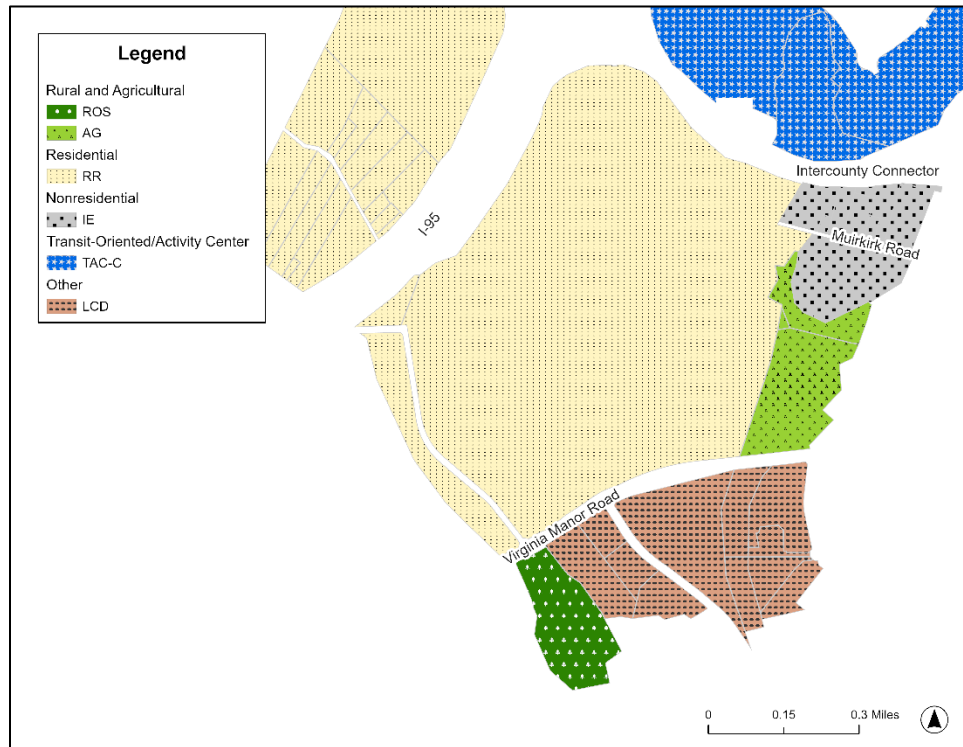 Legend
Rural and Agricultural
ROS
AG
Residential
RR
Nonresidential
IE
Transit-Oriented/Activity Center
TAC-C
Other
LCD
Intercounty Connector
I-95
Muirkirk Road
Virginia Manor Road
0 0.15 0.3 Miles